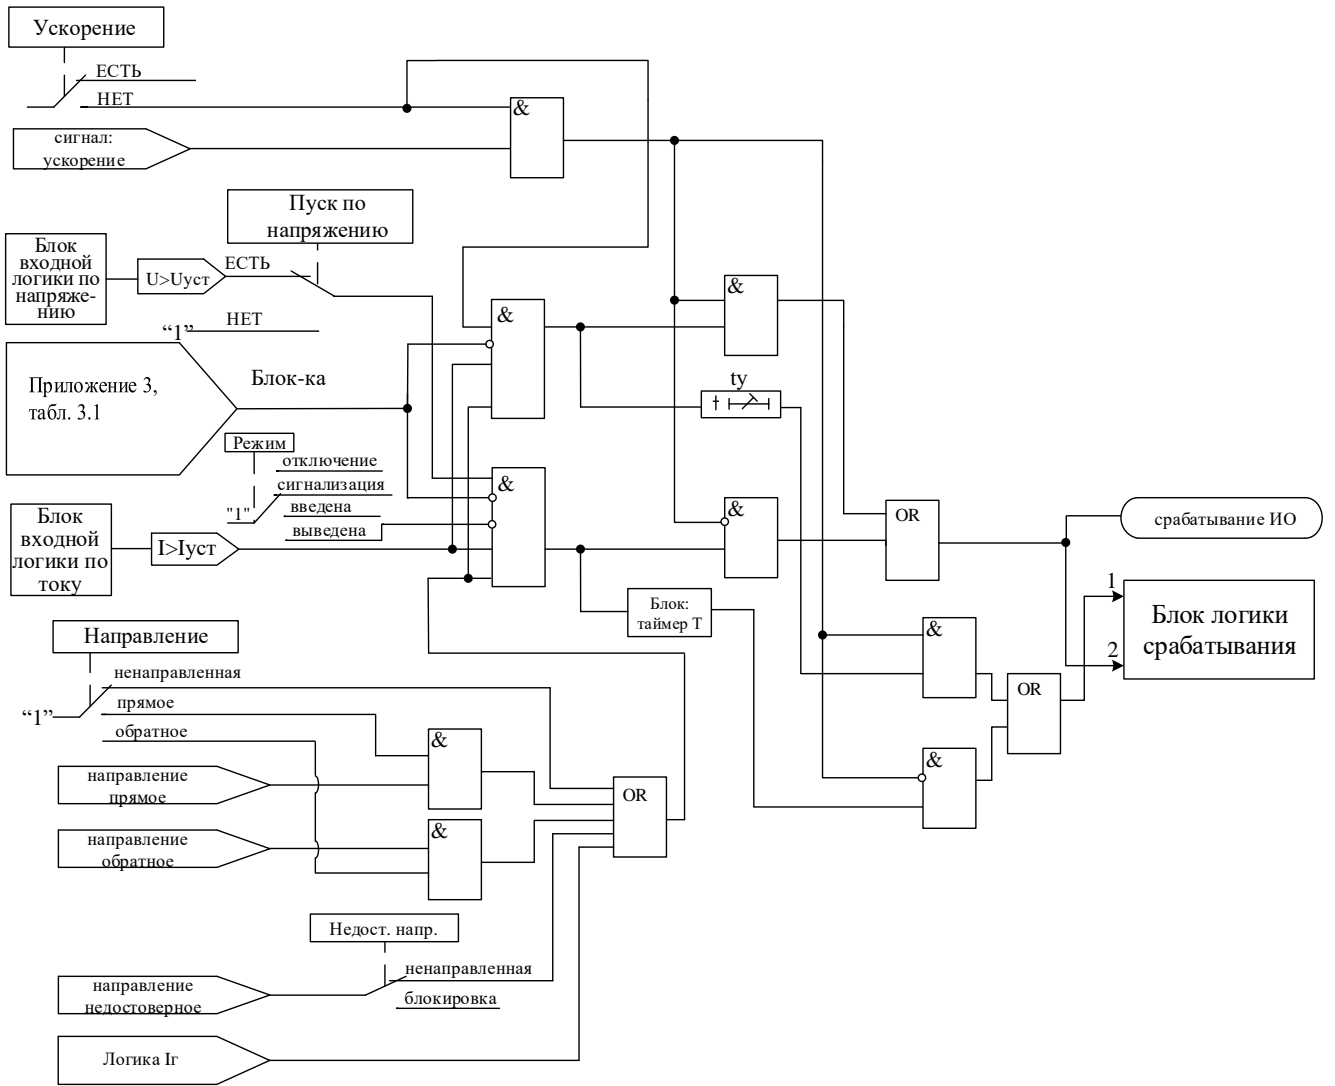 Ускорение
ЕСТЬ
НЕТ
&
сигнал:
ускорение
Пуск по
напряжению
Блок
входной
логики по
напряже-
нию
U>Uуст
ЕСТЬ
“1”
НЕТ
&
&
Приложение 3,
табл. 3.1
Блок-ка
ty
Режим
отключение
сигнализация
"1"
введена
выведена
&
&
OR
срабатывание ИО
Блок
входной
логики по
току
I>Iуст
Блок:
таймер Т
1
2
Блок логики
срабатывания
&
Направление
ненаправленная
“1”
прямое
обратное
OR
&
&
направление
прямое
OR
направление
обратное
&
Недост. напр.
ненаправленная
блокировка
направление
недостоверное
Логика Iг